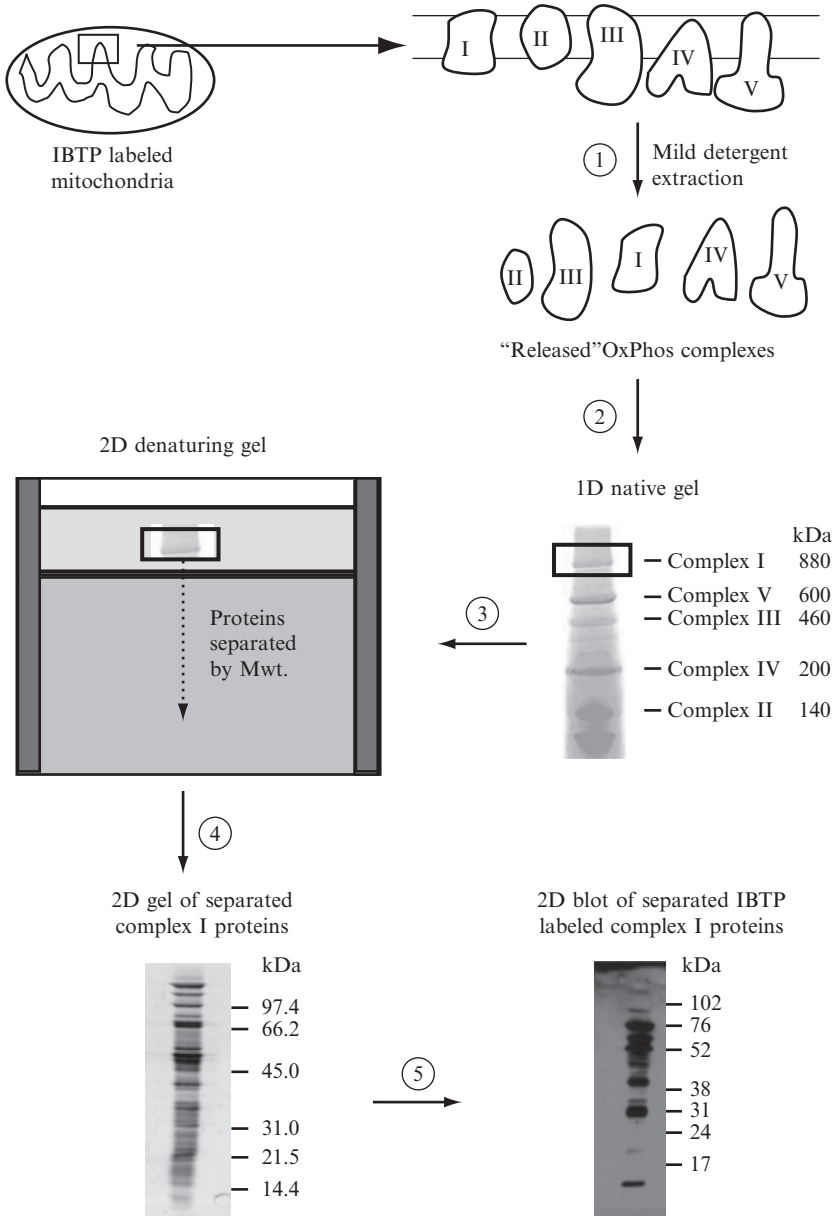 I
II
III
IV
V
IBTP labeled
mitochondria
1
Mild detergent
extraction
II
III
I
IV
V
“Released”OxPhos complexes
2
2D denaturing gel
1D native gel
kDa
Complex I 880
Complex V 600
Complex III 460
Complex IV 200
Complex II 140
3
Proteins
separated
by Mwt.
4
2D gel of separated
complex I proteins
kDa
97.4
66.2
45.0
31.0
21.5
14.4
5
2D blot of separated IBTP
labeled complex I proteins
kDa
102
76
52
38
31
24
17